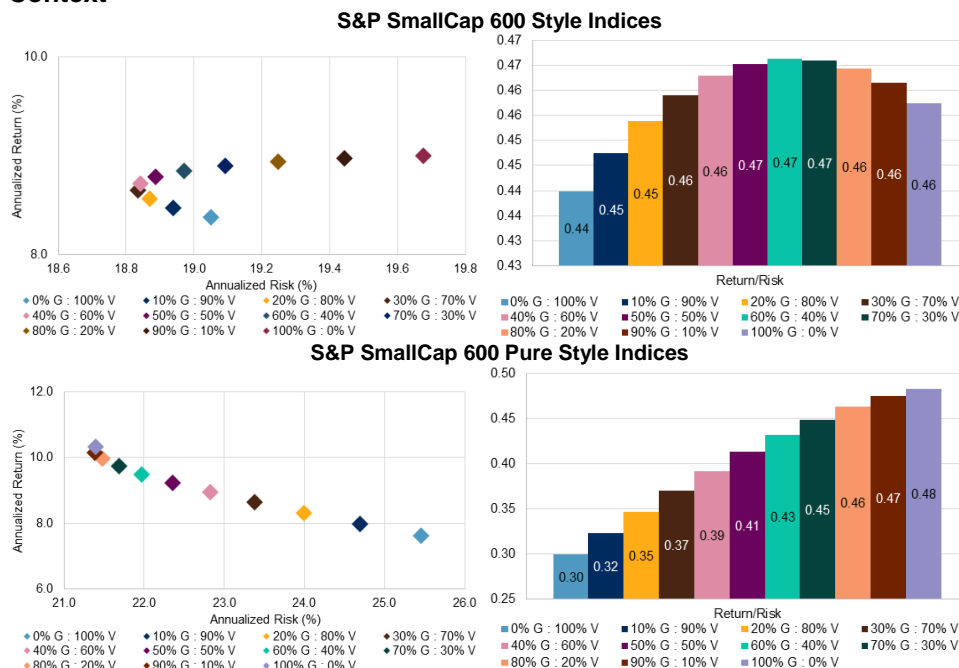 S&P SmallCap 600 Style Indices
10.0
8.0
Annualized Return (%)
18.6 18.8 19.0 19.2 19.4 19.6 19.8
Annualized Risk (%)
0% G : 100% V 10% G : 90% V 20% G : 80% V 30% G : 70% V
40% G : 60% V 50% G : 50% V 60% G : 40% V 70% G : 30% V
80% G : 20% V 90% G : 10% V 100% G : 0% V
0.47
0.47
0.46
0.46
0.45
0.45
0.44
0.44
0.43
0.44 0.45 0.45 0.46 0.46 0.47 0.47 0.47 0.46 0.46 0.46
Return/Risk
0% G : 100% V 10% G : 90% V 20% G : 80% V 30% G : 70% V
40% G : 60% V 50% G : 50% V 60% G : 40% V 70% G : 30% V
80% G : 20% V 90% G : 10% V 100% G : 0% V
S&P SmallCap 600 Pure Style Indices
12.0
10.0
8.0
6.0
Annualized Return (%)
21.0 22.0 23.0 24.0 25.0 26.0
Annualized Risk (%)
0% G : 100% V 10% G : 90% V 20% G : 80% V 30% G : 70% V
40% G : 60% V 50% G : 50% V 60% G : 40% V 70% G : 30% V
80% G : 20% V 90% G : 10% V 100% G : 0% V
0.50
0.45
0.40
0.35
0.30
0.25
0.30 0.32 0.35 0.37 0.39 0.41 0.43 0.45 0.46 0.47 0.48
Return/Risk
0% G : 100% V 10% G : 90% V 20% G : 80% V 30% G : 70% V
40% G : 60% V 50% G : 50% V 60% G : 40% V 70% G : 30% V
80% G : 20% V 90% G : 10% V 100% G : 0% V